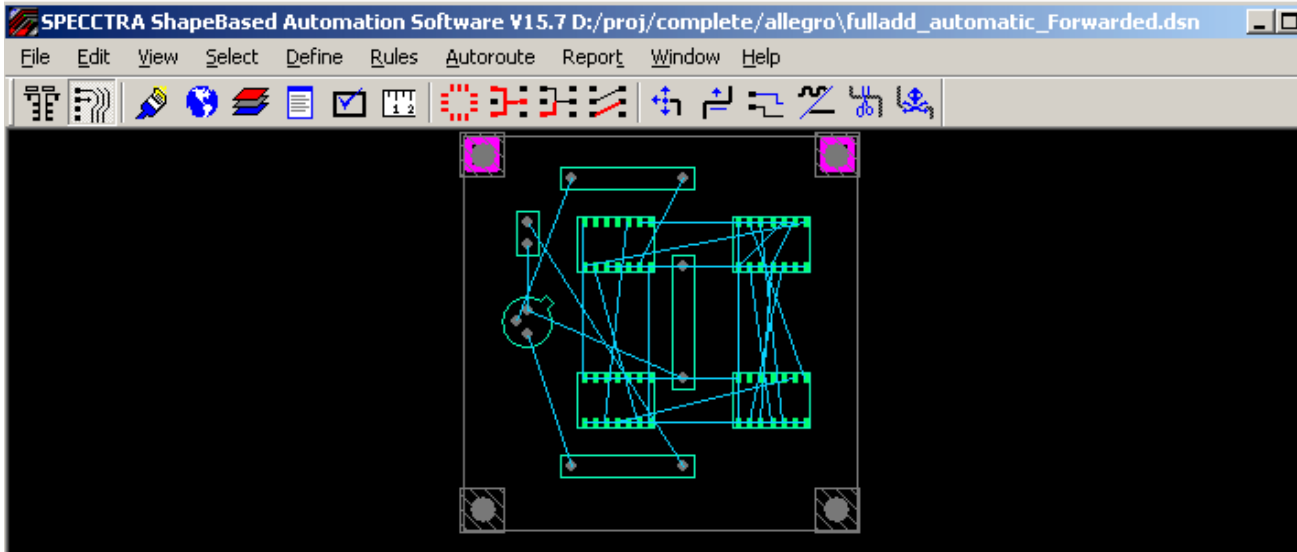 SPECCTRA ShapeBased Automation Software V15.7 D:/proj/complete/allegro\fulladd_automatic_Forwarded.dsn
File Edit View Select Define Rules Autoroute Report Window Help
1 2